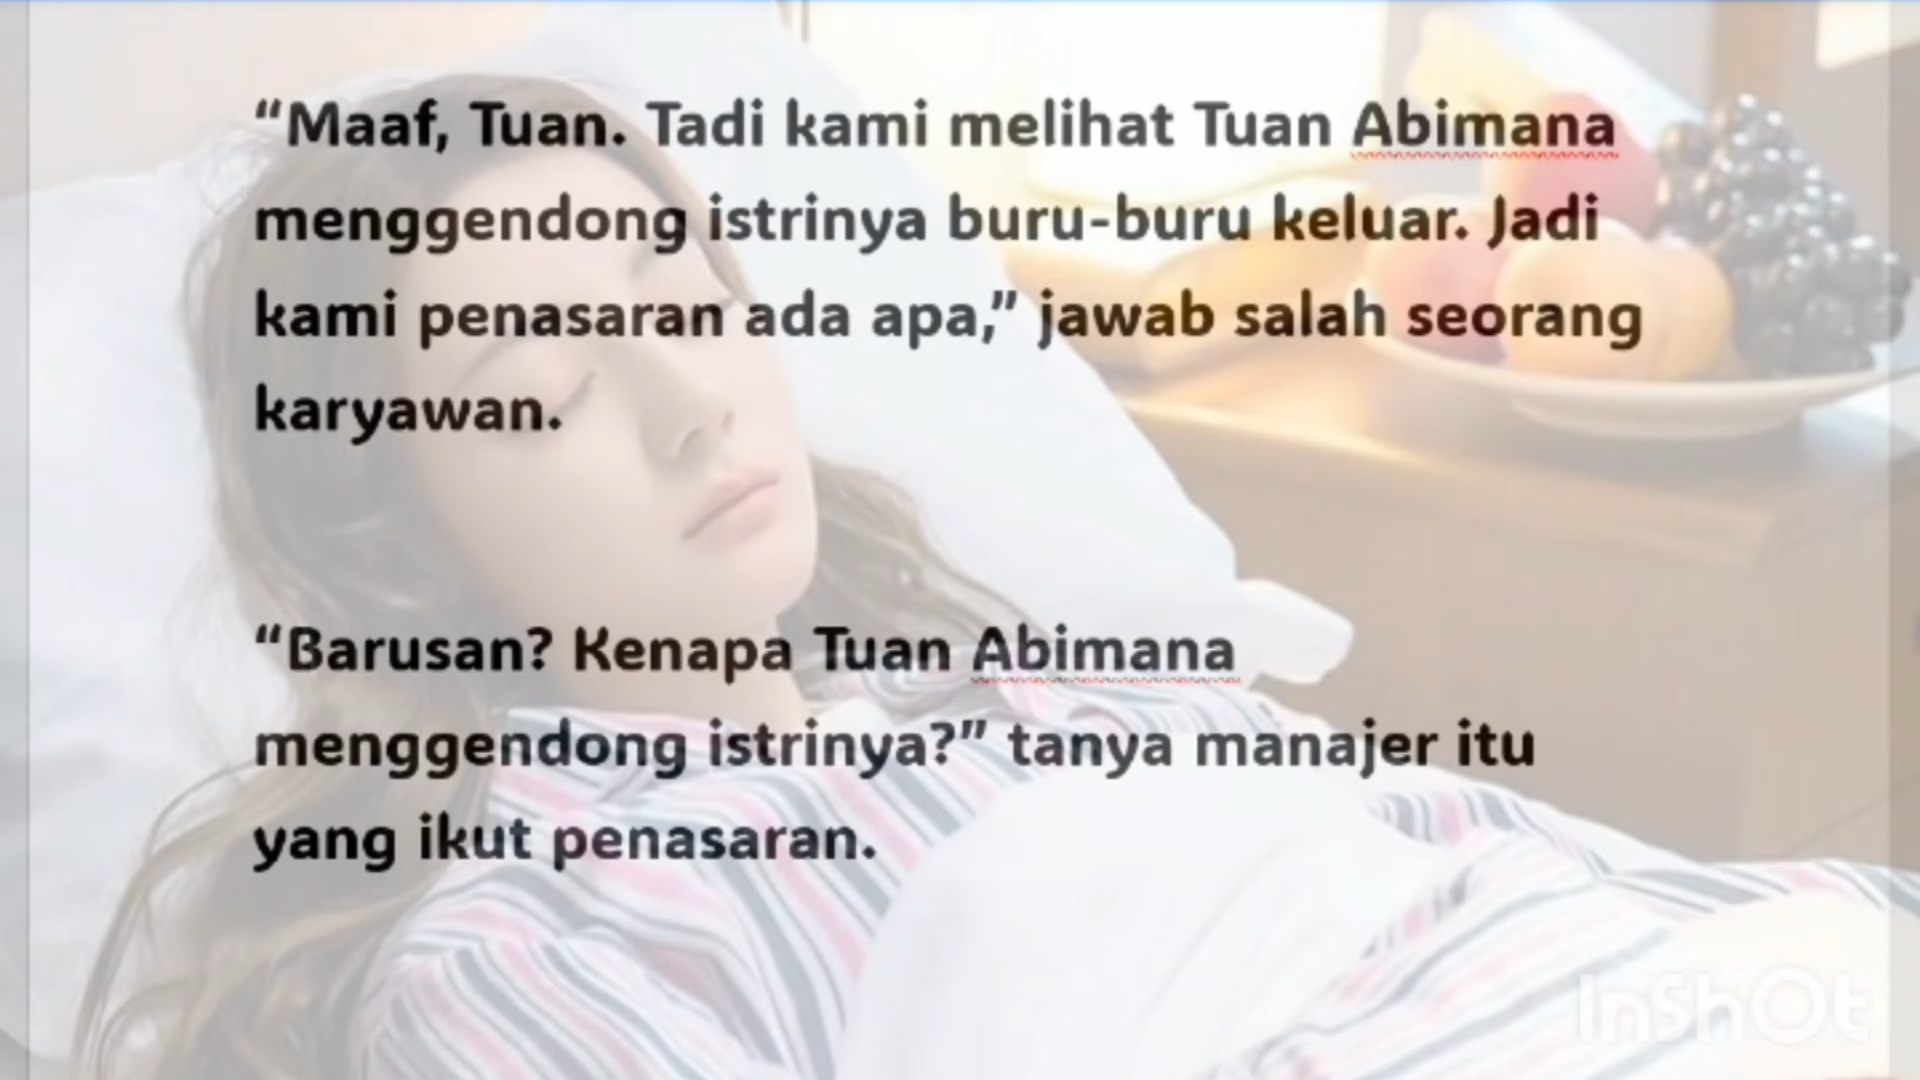 “Maaf, Tuan. Tadi kami melihat Tuan Abimana
menggendong istrinya buru-buru keluar. Jadi
kami penasaran ada apa,” jawab salah seorang
karyawan.
“Barusan? Kenapa Tuan Abimana
menggendong istrinya?” tanya manajer itu
yang ikut penasaran.
InShOt